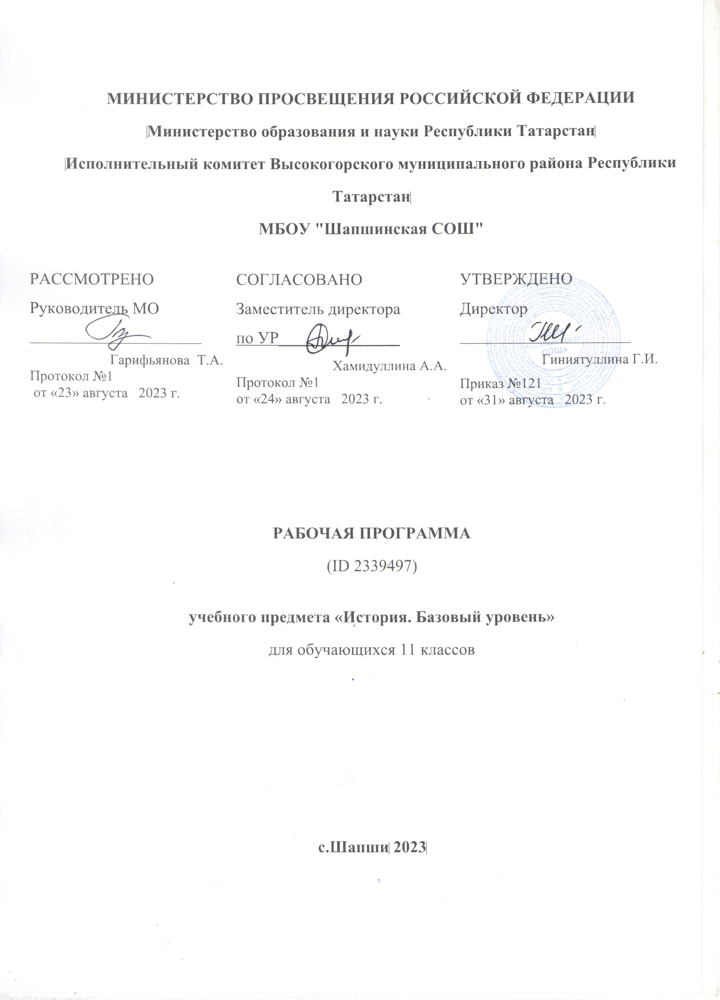 МИНИСТЕРСТВО ПРОСВЕЩЕНИЯ РОССИЙСКОЙ ФЕДЕРАЦИИ
Министерство образования и науки Республики Татарстан
Исполнительный комитет Высокогорского муниципального района Республики
Татарстан
МБОУ "Шапшинская СОШ"
РАССМОТРЕНО
Руководитель МО
Гарифьянова Т.А.
Протокол №1
от «23» августа 2023 г.
СОГЛАСОВАНО
Заместитель директора
по УР
Хамидуллина А.А.
Протокол №1
от «24» августа 2023 г.
УТВЕРЖДЕНО
Директор
«Шапшинская
СОШ»
Гиниятуллина Г.И.
Приказ №121
от «31» августа 2023 г.
РАБОЧАЯ ПРОГРАММА
(ID 2339497)
учебного предмета «История. Базовый уровень»
для обучающихся 11 классов
с.Шапши 2023